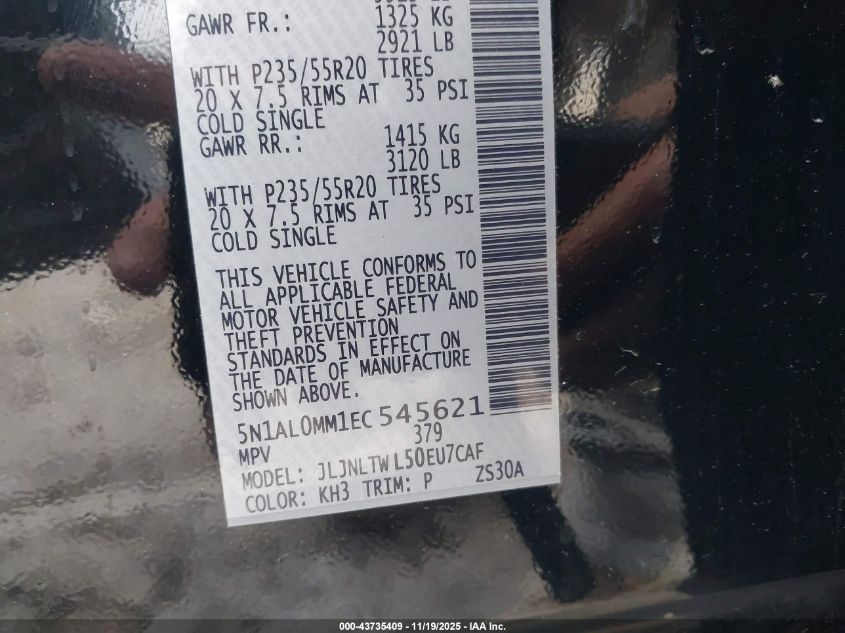 GAWR FR.: 1325 KG
2921 LB
WITH P235/55R20 TIRES
20 X 7.5 RIMS AT 35 PSI
COLD SINGLE
GAWR RR.: 1415 KG
3120 LB
WITH P235/55R20 TIRES
20 X 7.5 RIMS AT 35 PSI
COLD SINGLE
THIS VEHICLE CONFORMS TO
ALL APPLICABLE FEDERAL
MOTOR VEHICLE SAFETY AND
THEFT PREVENTION
STANDARDS IN EFFECT ON
THE DATE OF MANUFACTURE
SHOWN ABOVE.
5N1AL0MM1EC545621
MPV 379
MODEL: JLJNLTWL50EU7CAF
COLOR: KH3 TRIM: P ZS30A
000-43735409 - 11/19/2025 - IAA Inc.